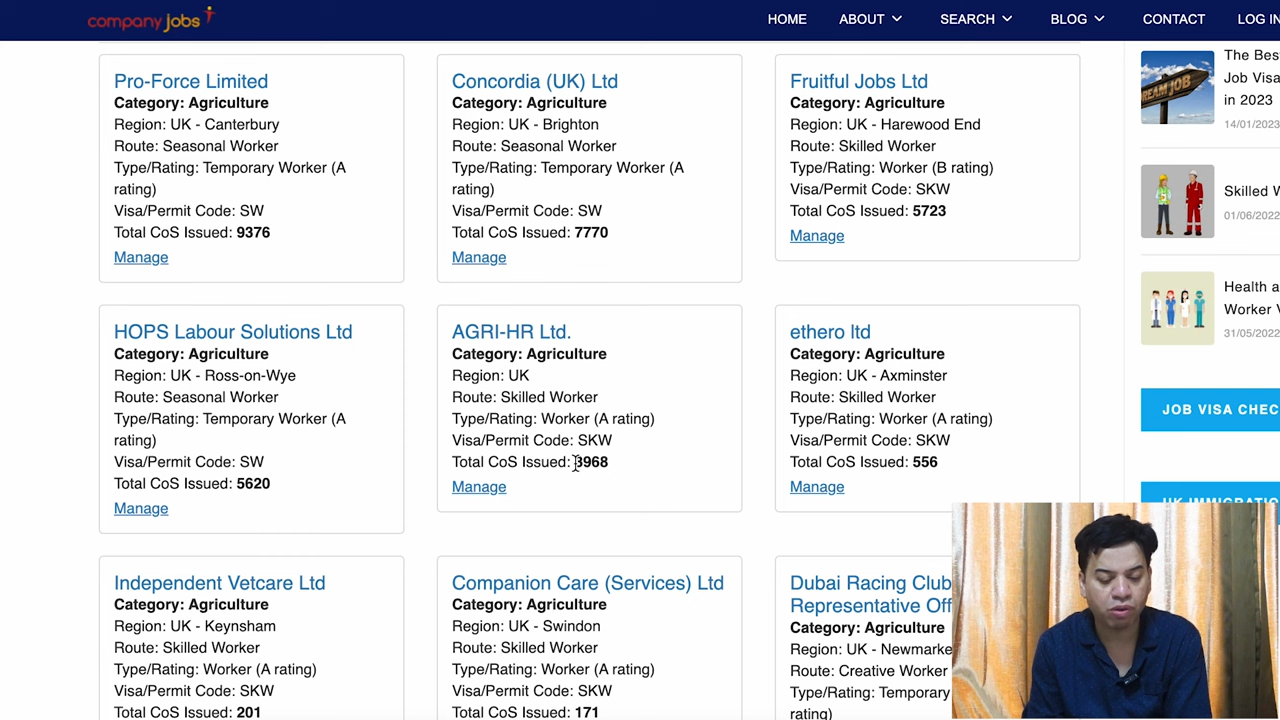 company jobs
HOME ABOUT SEARCH BLOG CONTACT LOG IN
Pro-Force Limited
Category: Agriculture
Region: UK - Canterbury
Route: Seasonal Worker
Type/Rating: Temporary Worker (A
rating)
Visa/Permit Code: SW
Total CoS Issued: 9376
Manage
Concordia (UK) Ltd
Category: Agriculture
Region: UK - Brighton
Route: Seasonal Worker
Type/Rating: Temporary Worker (A
rating)
Visa/Permit Code: SW
Total CoS Issued: 7770
Manage
Fruitful Jobs Ltd
Category: Agriculture
Region: UK - Harewood End
Route: Skilled Worker
Type/Rating: Worker (B rating)
Visa/Permit Code: SKW
Total CoS Issued: 5723
Manage
HOPS Labour Solutions Ltd
Category: Agriculture
Region: UK - Ross-on-Wye
Route: Seasonal Worker
Type/Rating: Temporary Worker (A
rating)
Visa/Permit Code: SW
Total CoS Issued: 5620
Manage
AGRI-HR Ltd.
Category: Agriculture
Region: UK
Route: Skilled Worker
Type/Rating: Worker (A rating)
Visa/Permit Code: SKW
Total CoS Issued: 3968
Manage
ethero ltd
Category: Agriculture
Region: UK - Axminster
Route: Skilled Worker
Type/Rating: Worker (A rating)
Visa/Permit Code: SKW
Total CoS Issued: 556
Manage
Independent Vetcare Ltd
Category: Agriculture
Region: UK - Keynsham
Route: Skilled Worker
Type/Rating: Worker (A rating)
Visa/Permit Code: SKW
Total CoS Issued: 201
Companion Care (Services) Ltd
Category: Agriculture
Region: UK - Swindon
Route: Skilled Worker
Type/Rating: Worker (A rating)
Visa/Permit Code: SKW
Total CoS Issued: 171
Dubai Racing Club
Representative Off
Category: Agriculture
Region: UK - Newmarke
Route: Creative Worker
Type/Rating: Temporary
rating)
DREAM JOB
The Bes
Job Visa
in 2023
14/01/2023
Skilled W
01/06/2022
Health a
Worker V
31/05/2022
JOB VISA CHEC
UK IMMIGRATIO